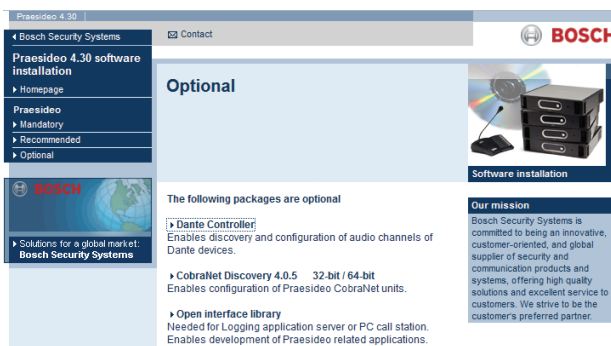 Praesideo 4.30
Bosch Security Systems
Praesideo 4.30 software
installation
Homepage
Praesideo
Mandatory
Recommended
Optional
BOSCH
Solutions for a global market:
Bosch Security Systems
Contact
BOSCH
Optional
The following packages are optional
Dante Controller
Enables discovery and configuration of audio channels of
Dante devices.
CobraNet Discovery 4.0.5 32-bit / 64-bit
Enables configuration of Praesideo CobraNet units.
Open interface library
Needed for Logging application server or PC call station.
Enables development of Praesideo related applications.
Software installation
Our mission
Bosch Security Systems is
committed to being an innovative,
customer-oriented, and global
supplier of security and
communication products and
systems, offering high quality
solutions and excellent service to
customers. We strive to be the
customer's preferred partner.